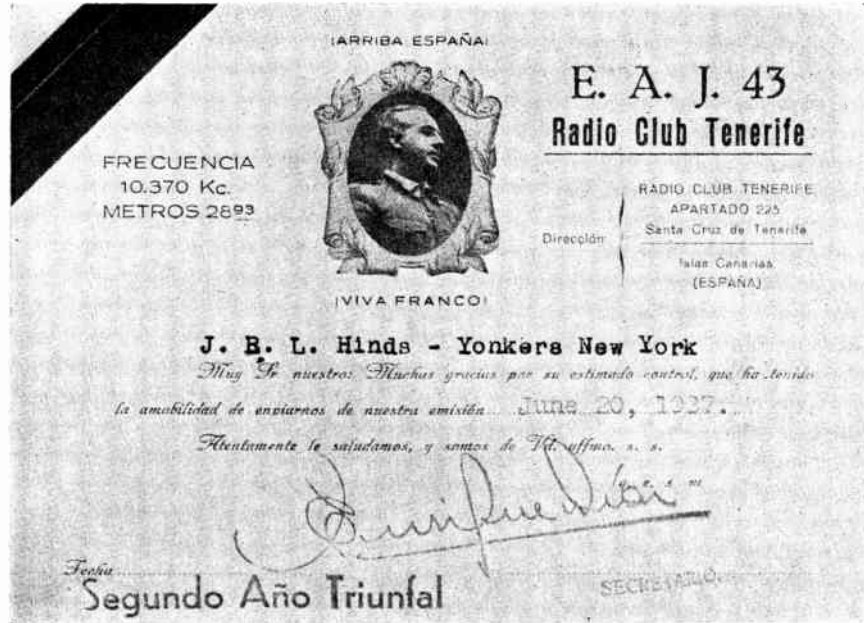 ¡ARRIBA ESPAÑA!
E. A. J. 43
Radio Club Tenerife
FRECUENCIA
10.370 Kc.
METROS 28⁹³
Dirección
RADIO CLUB TENERIFE
APARTADO 225
Santa Cruz de Tenerife
Islas Canarias
(ESPAÑA)
¡VIVA FRANCO!
J. B. L. Hinds - Yonkers New York
Muy Sr nuestro: Muchas gracias por su estimado control, que ha tenido
la amabilidad de enviarnos de nuestra emisión June 20, 1937.
Atentamente le saludamos, y somos de Vd. affmo. s. s.
q. e. s. m
Fecha
Segundo Año Triunfal
SECRETARIO